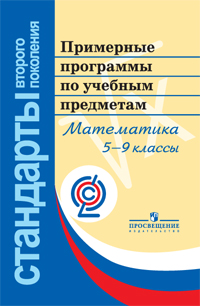 стандарты
второго
поколения
Примерные
программы
по учебным
предметам
Математика
5–9 классы
ПРОСВЕЩЕНИЕ
ИЗДАТЕЛЬСТВО